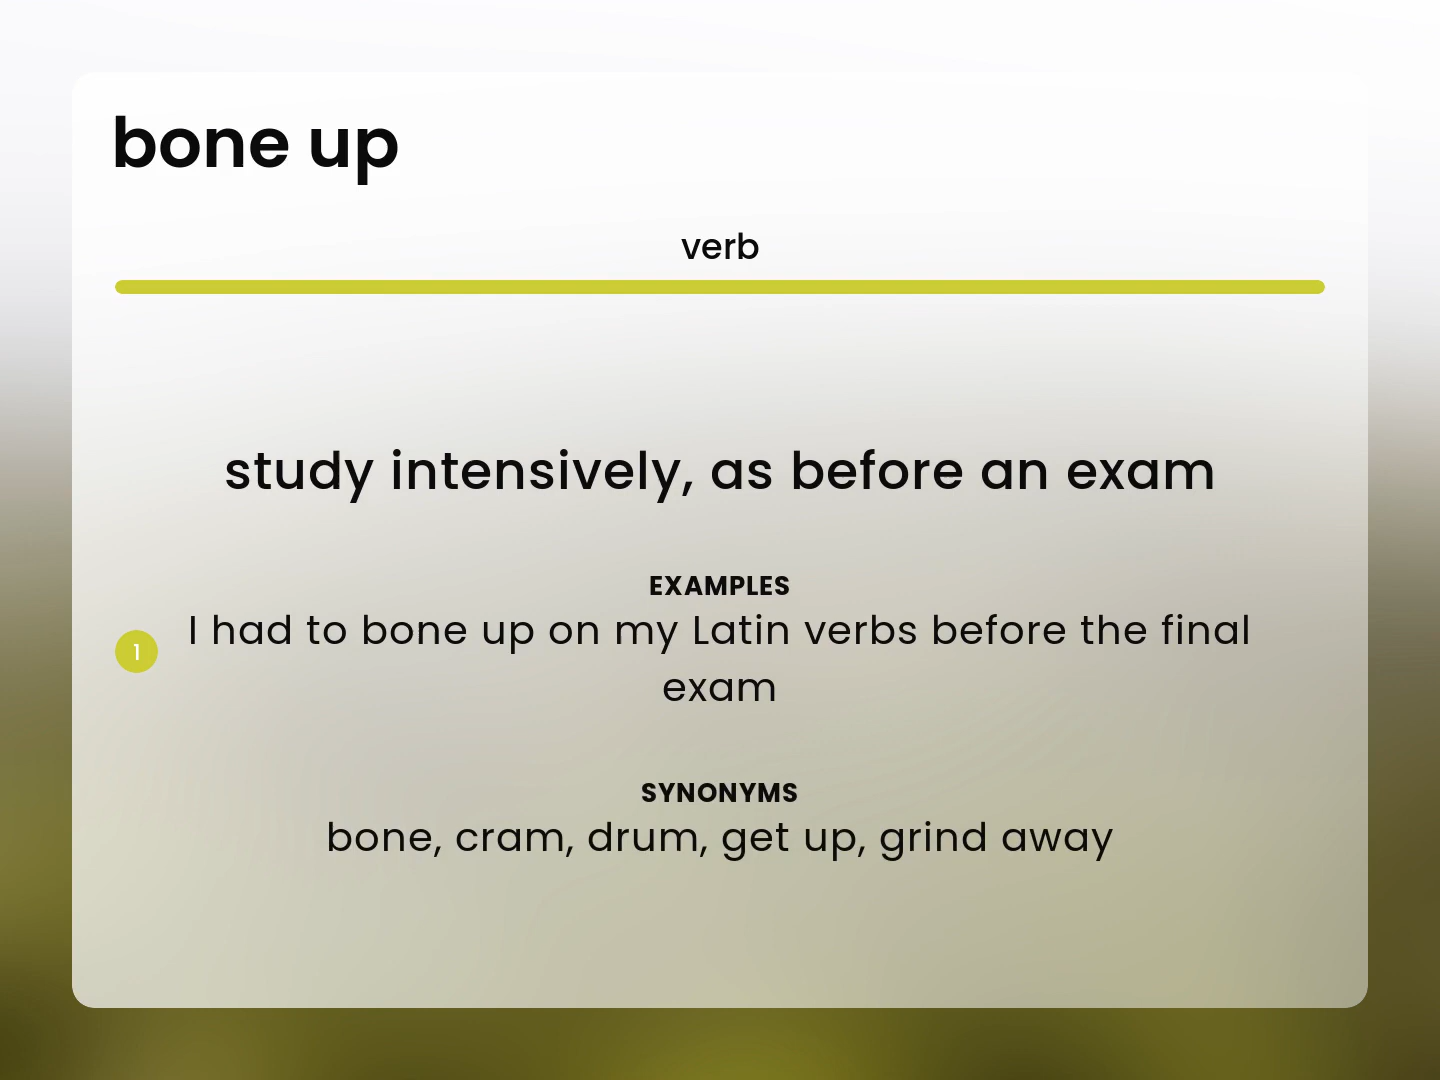 bone up
verb
study intensively, as before an exam
EXAMPLES
1
I had to bone up on my Latin verbs before the final
exam
SYNONYMS
bone, cram, drum, get up, grind away